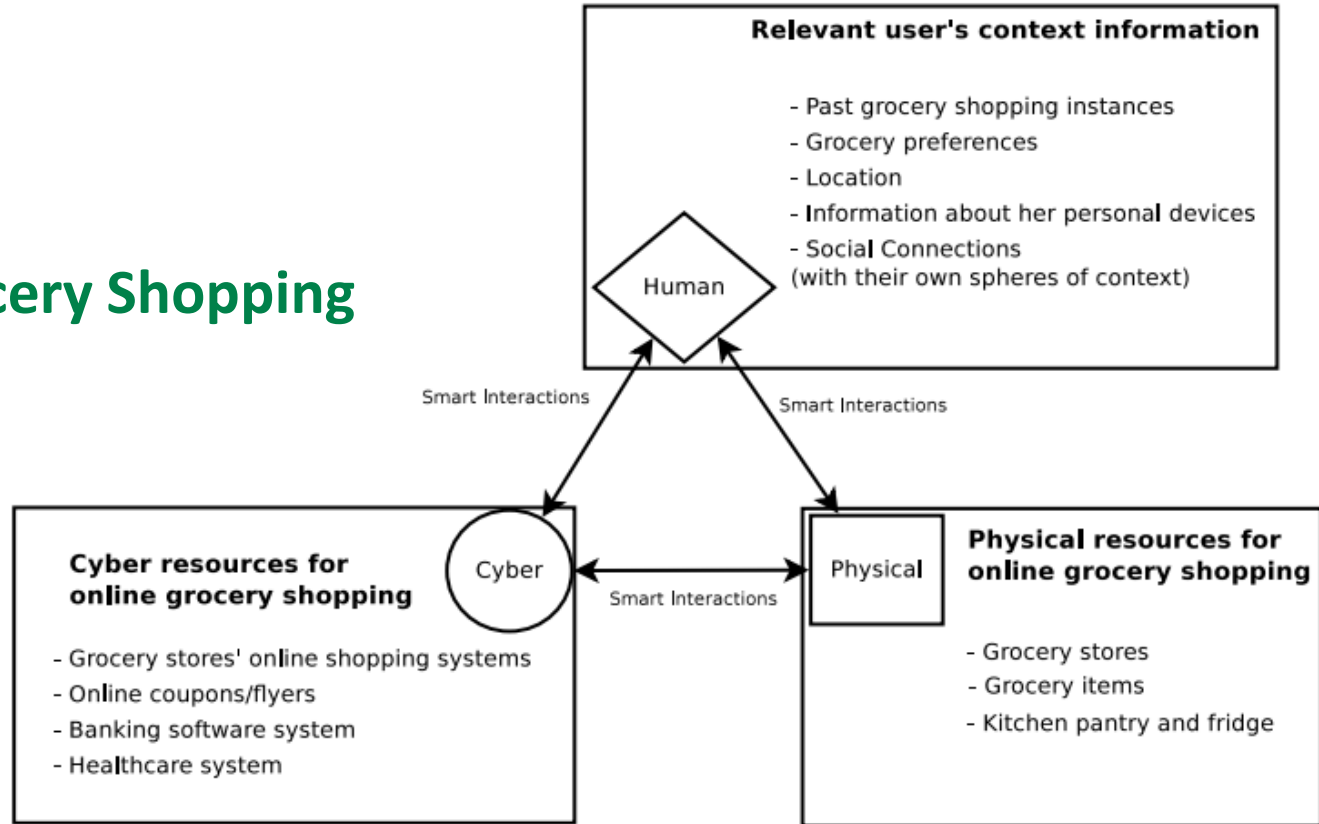 Relevant user's context information
- Past grocery shopping instances
- Grocery preferences
- Location
- Information about her personal devices
- Social Connections
(with their own spheres of context)
Human
Shopping
Smart Interactions
Smart Interactions
Cyber resources for
online grocery shopping
Cyber
- Grocery stores' online shopping systems
- Online coupons/flyers
- Banking software system
- Healthcare system
Smart Interactions
Physical
Physical resources for
online grocery shopping
- Grocery stores
- Grocery items
- Kitchen pantry and fridge